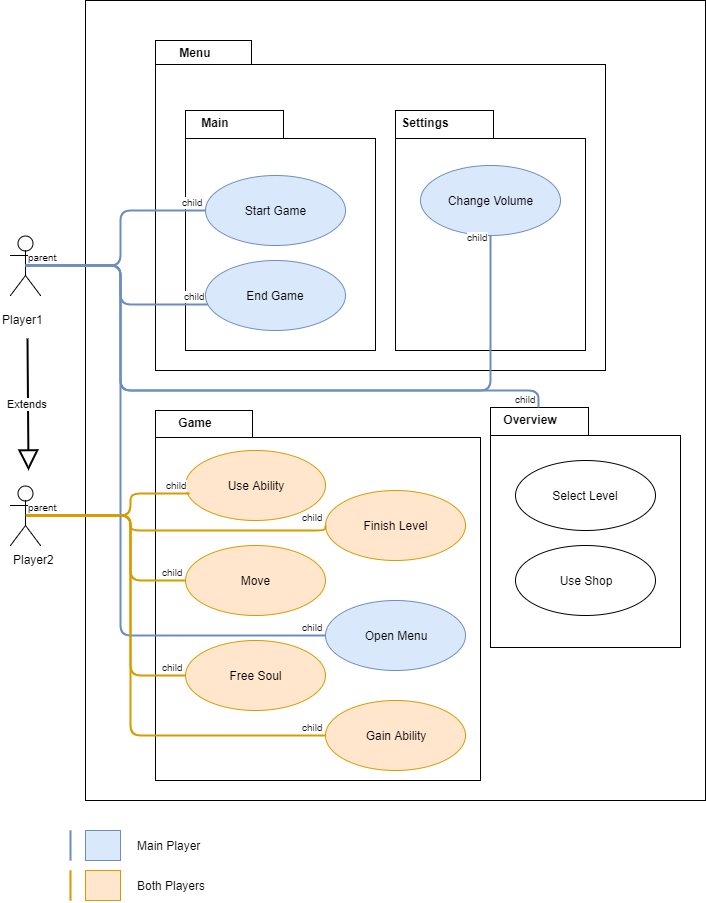 Menu
Main
Settings
child
Start Game
Change Volume
child
parent
child
End Game
Player1
child
Overview
Extends
Game
child
Use Ability
Select Level
parent
child
Finish Level
Player2
child
Move
Use Shop
child
Open Menu
child
Free Soul
child
Gain Ability
Main Player
Both Players